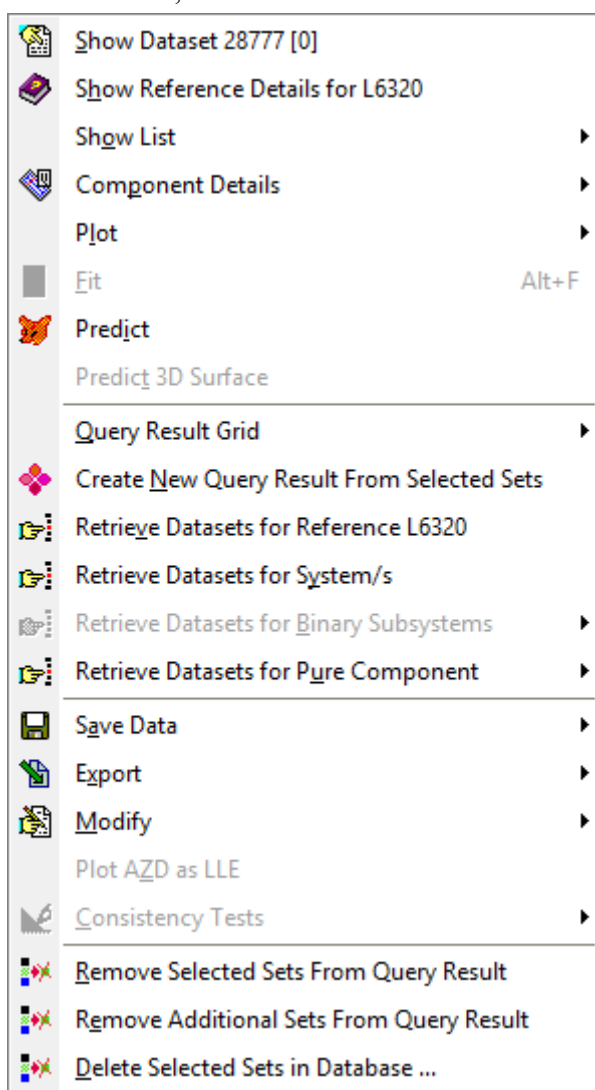 Show Dataset 28777 [0]
Show Reference Details for L6320
Show List
Component Details
Plot
Fit Alt+F
Predict
Predict 3D Surface
Query Result Grid
Create New Query Result From Selected Sets
Retrieve Datasets for Reference L6320
Retrieve Datasets for System/s
Retrieve Datasets for Binary Subsystems
Retrieve Datasets for Pure Component
Save Data
Export
Modify
Plot AZD as LLE
Consistency Tests
Remove Selected Sets From Query Result
Remove Additional Sets From Query Result
Delete Selected Sets in Database ...